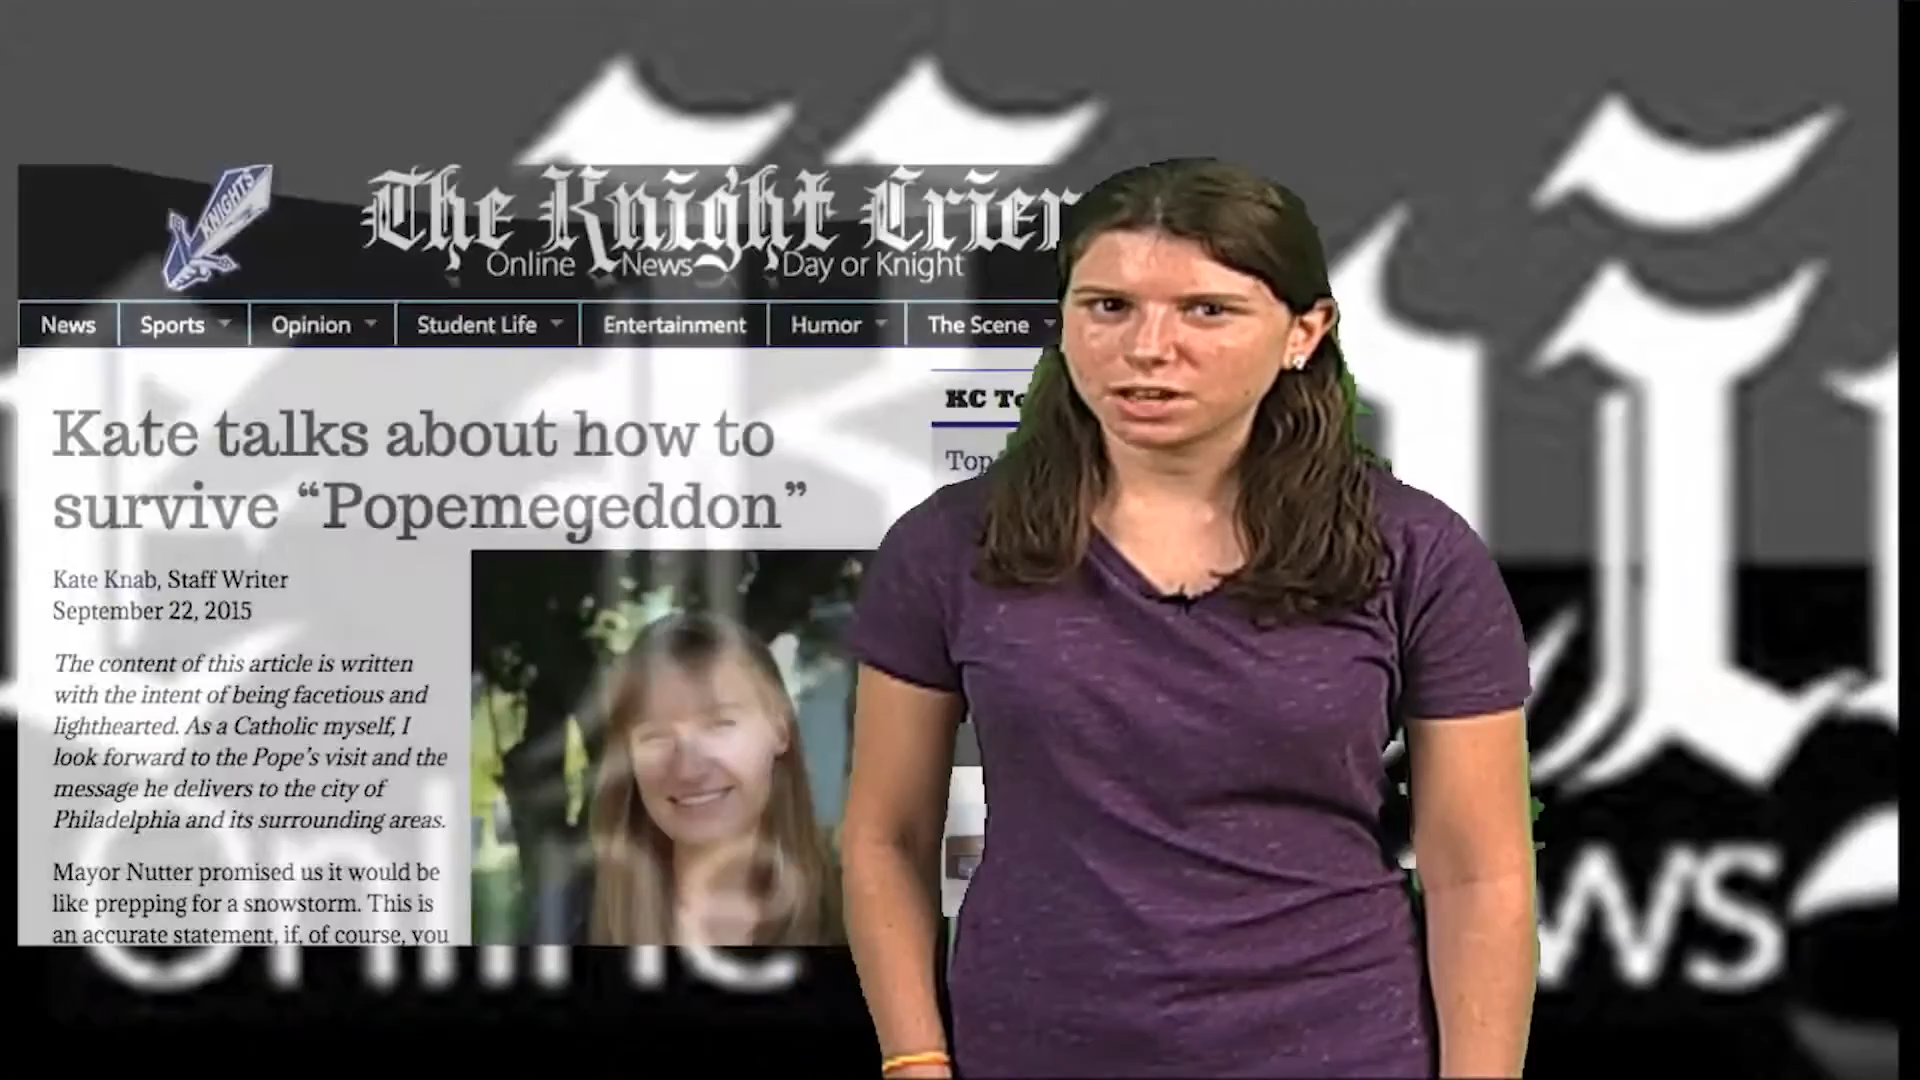 KNIGHTS
The Knight Crier
Online News Day or Knight
News Sports Opinion Student Life Entertainment Humor The Scene
KC To
Top
Kate talks about how to
survive “Popemegeddon”
Kate Knab, Staff Writer
September 22, 2015
The content of this article is written
with the intent of being facetious and
lighthearted. As a Catholic myself, I
look forward to the Pope’s visit and the
message he delivers to the city of
Philadelphia and its surrounding areas.
Mayor Nutter promised us it would be
like prepping for a snowstorm. This is
an accurate statement, if, of course, you
Online